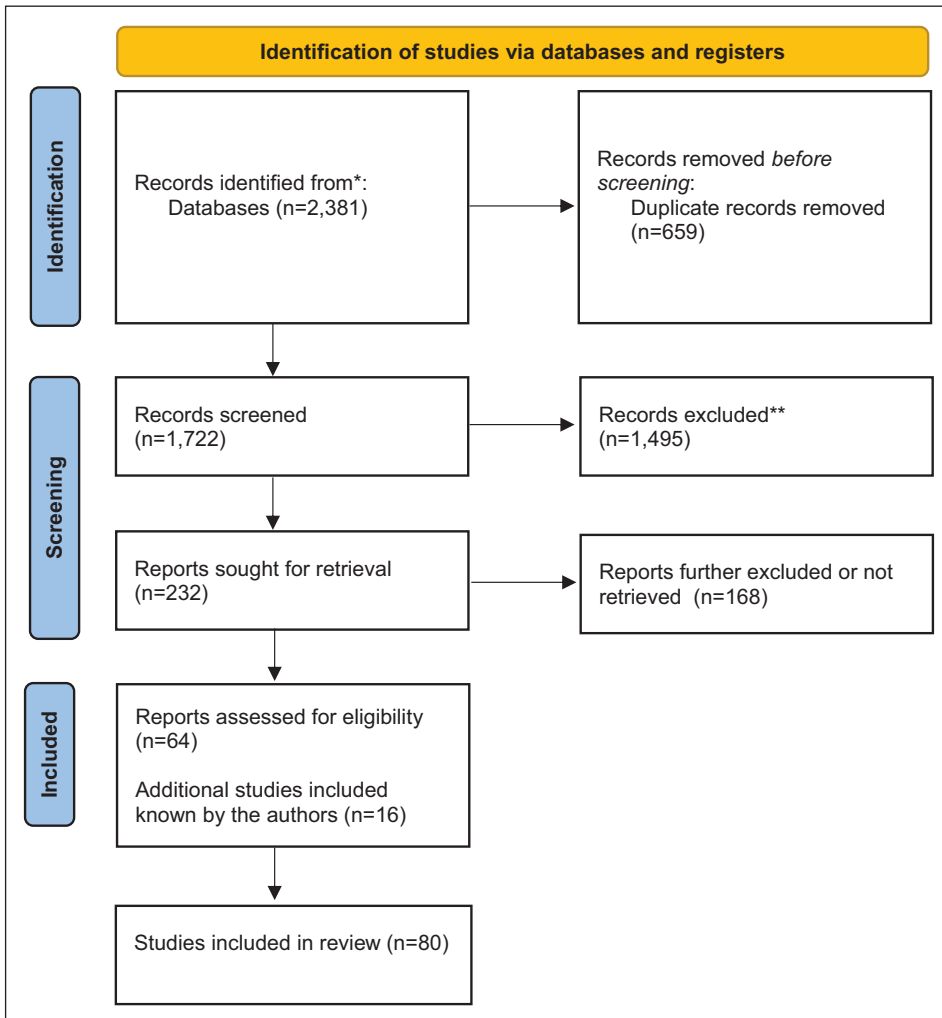 Identification of studies via databases and registers
Identification
Records identified from*:
Databases (n=2,381)
Records removed before
screening:
Duplicate records removed
(n=659)
Screening
Records screened
(n=1,722)
Records excluded**
(n=1,495)
Reports sought for retrieval
(n=232)
Reports further excluded or not
retrieved (n=168)
Included
Reports assessed for eligibility
(n=64)
Additional studies included
known by the authors (n=16)
Studies included in review (n=80)